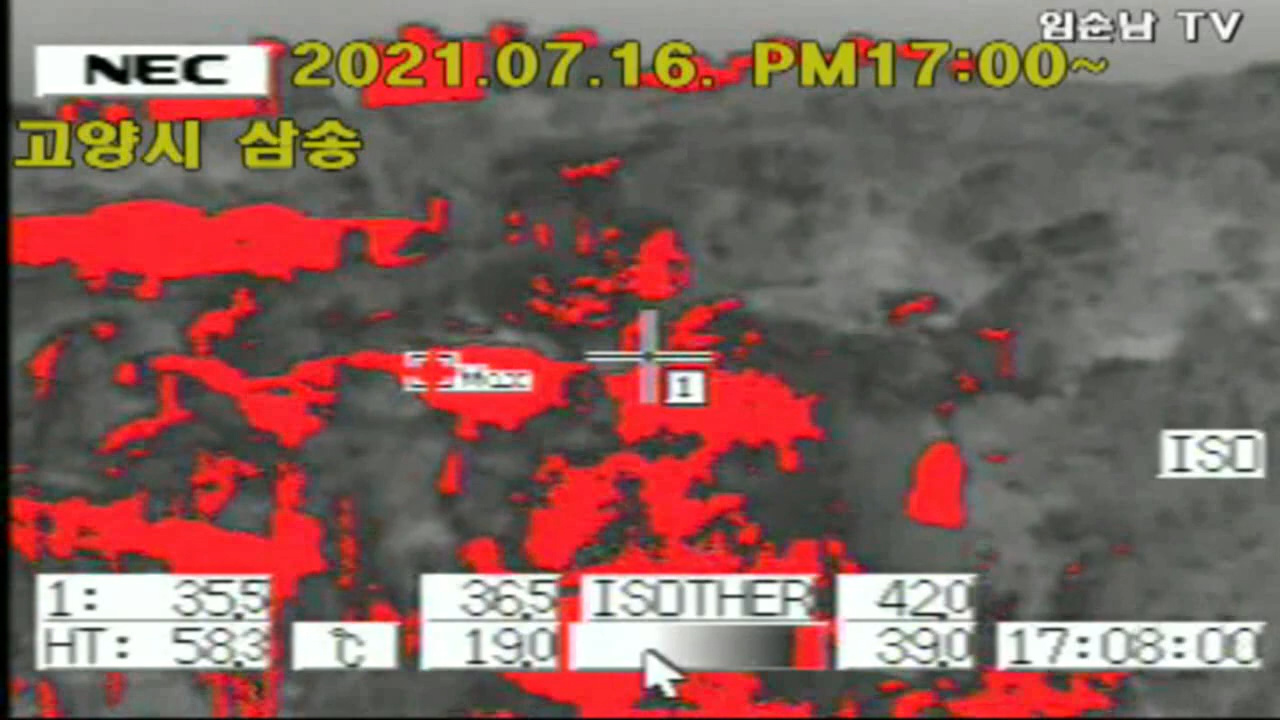 임순남 TV
NEC 2021.07.16. PM17:00~
고양시 삼송
1
ISO
1: 35.5 36.5 ISOTHER 42.0
HT: 58.3 ℃ 19.0 39.0 17:08:00